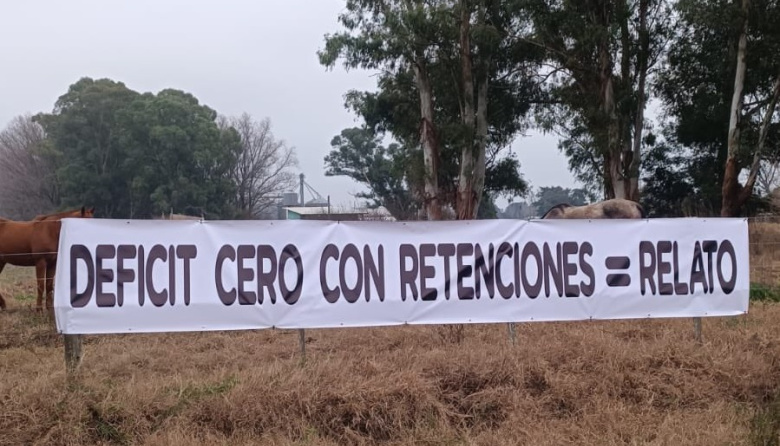 DEFICIT CERO CON RETENCIONES = RELATO